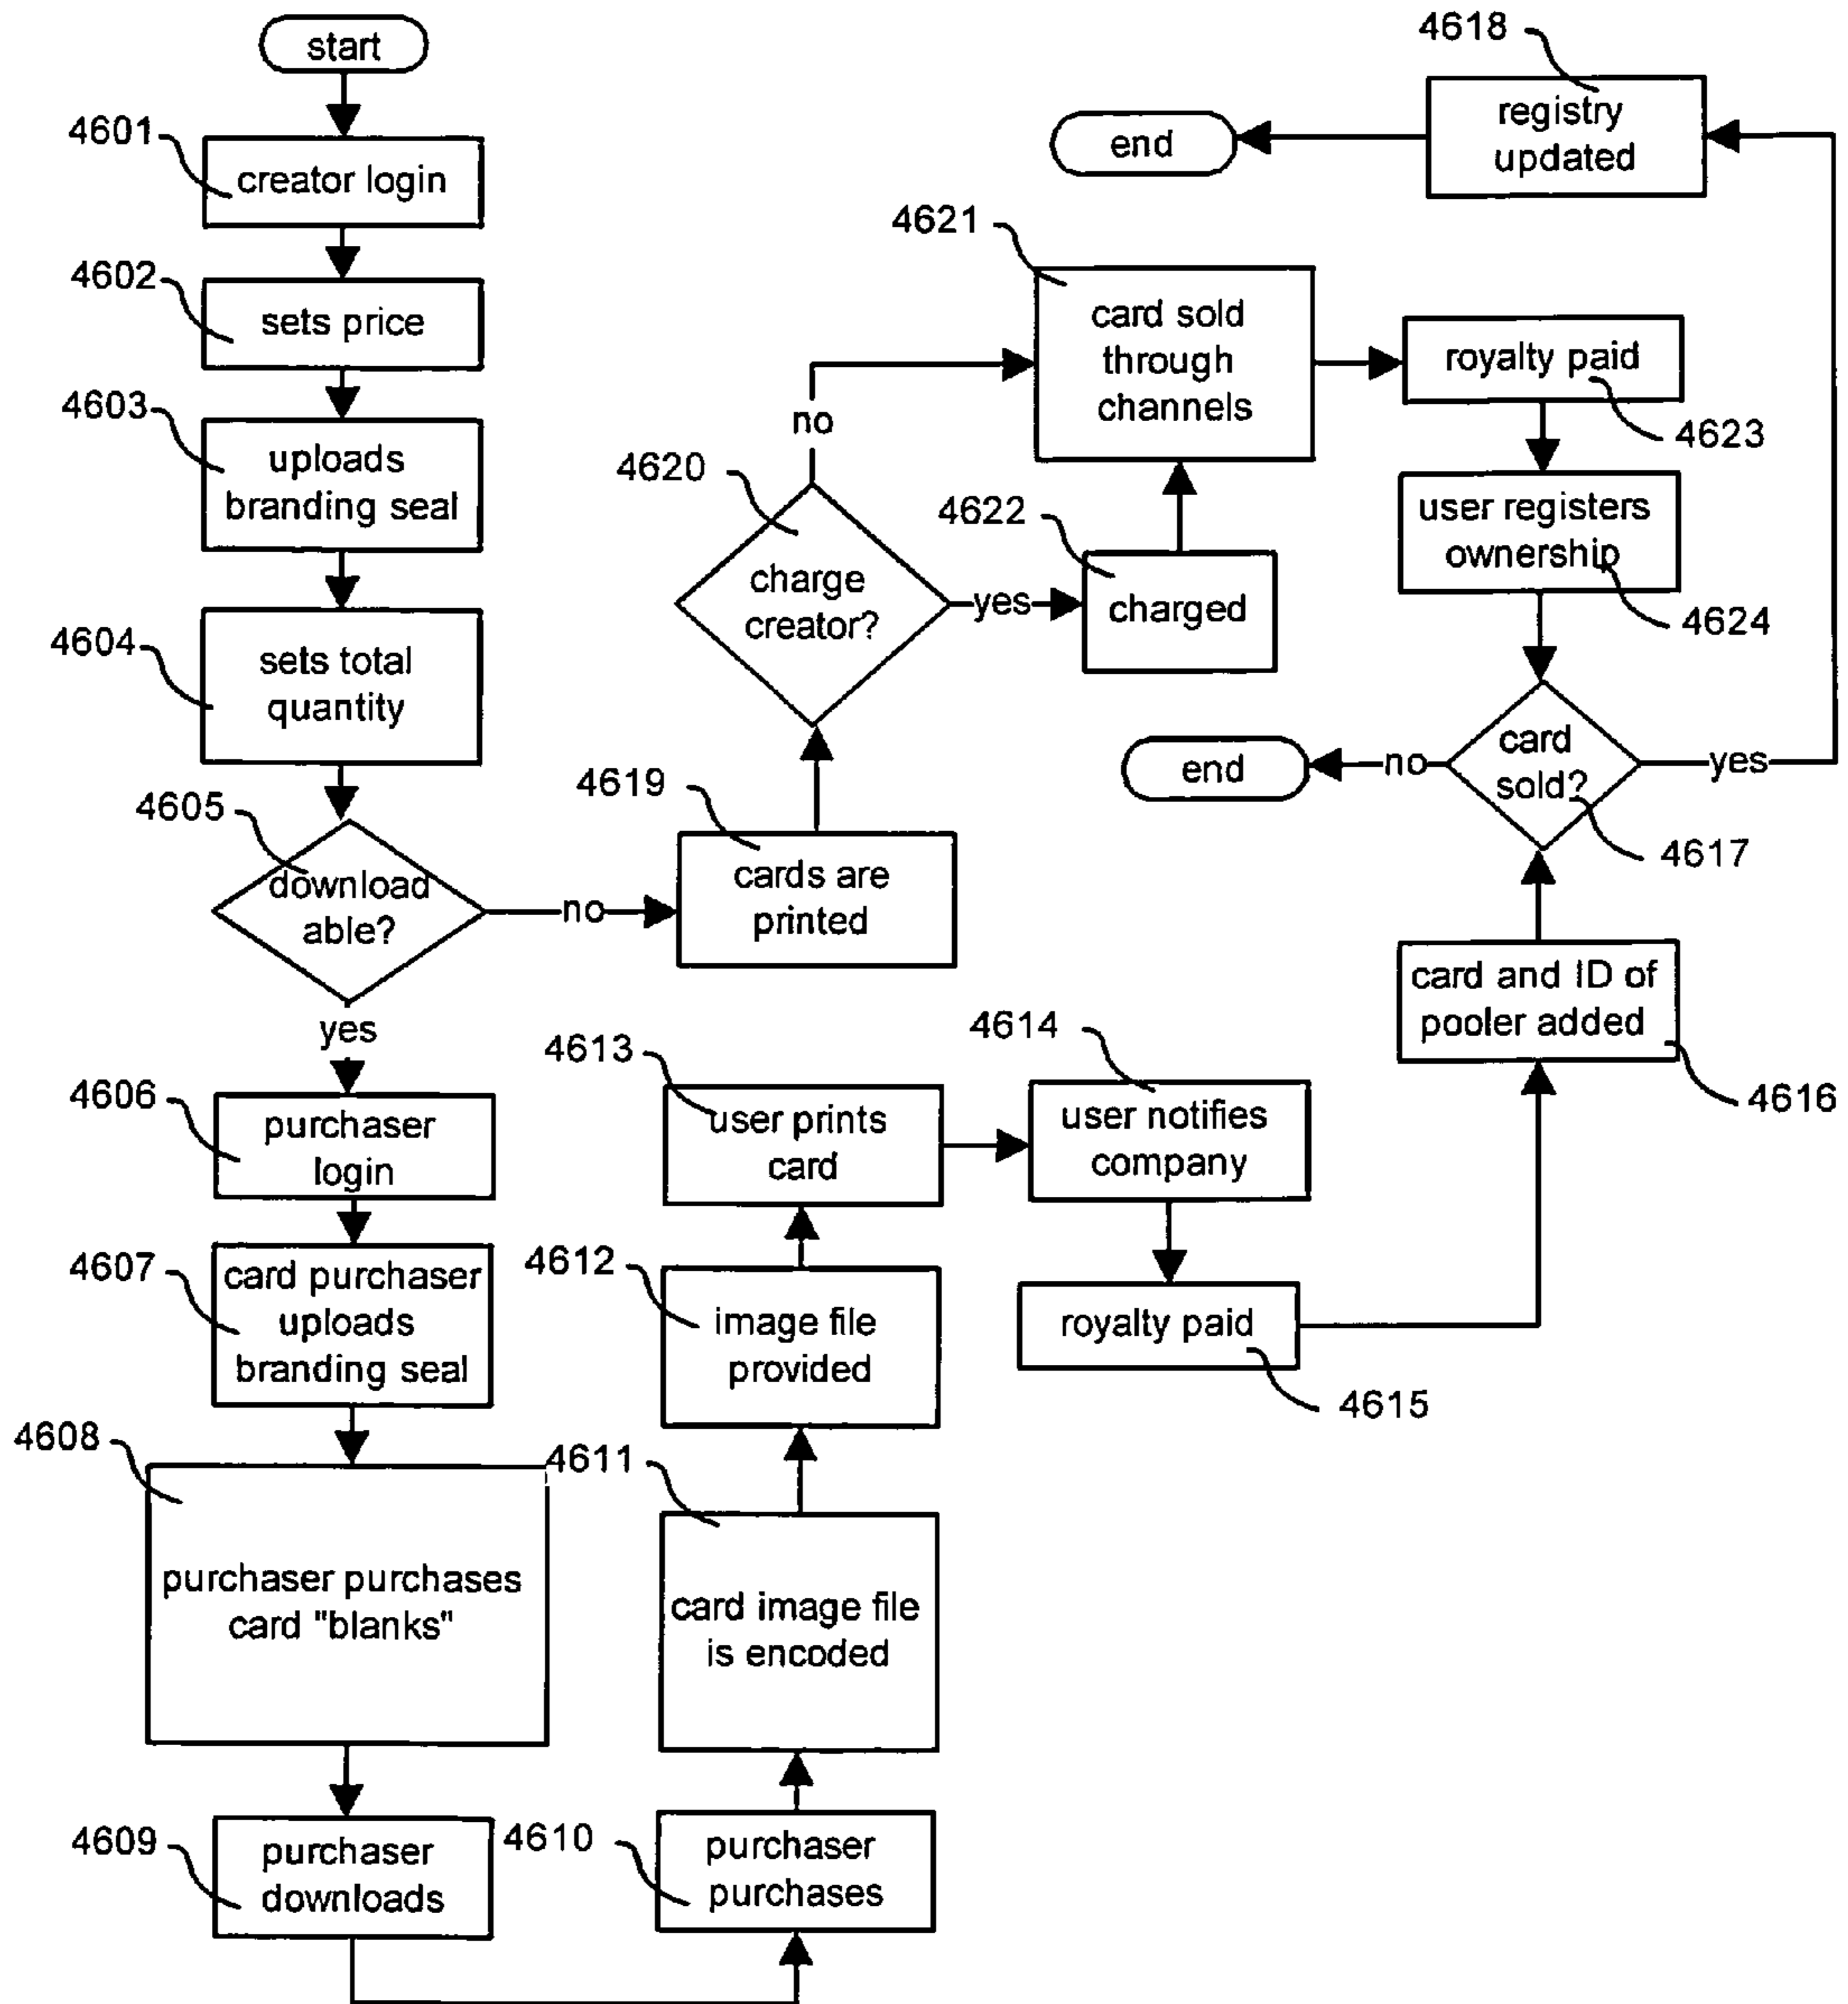 start
4601
creator login
4602
sets price
4603
uploads
branding seal
4604
sets total
quantity
4605
download
able?
no
yes
4606
purchaser
login
4607
card purchaser
uploads
branding seal
4608
purchaser purchases
card "blanks"
4609
purchaser
downloads
4610
purchaser
purchases
4611
card image file
is encoded
4612
image file
provided
4613
user prints
card
4614
user notifies
company
royalty paid
4615
card and ID of
pooler added
4616
4619
cards are
printed
4620
charge
creator?
no
yes
4622
charged
4621
card sold
through
channels
royalty paid
4623
user registers
ownership
4624
card
sold?
4617
no
end
yes
4618
registry
updated
end